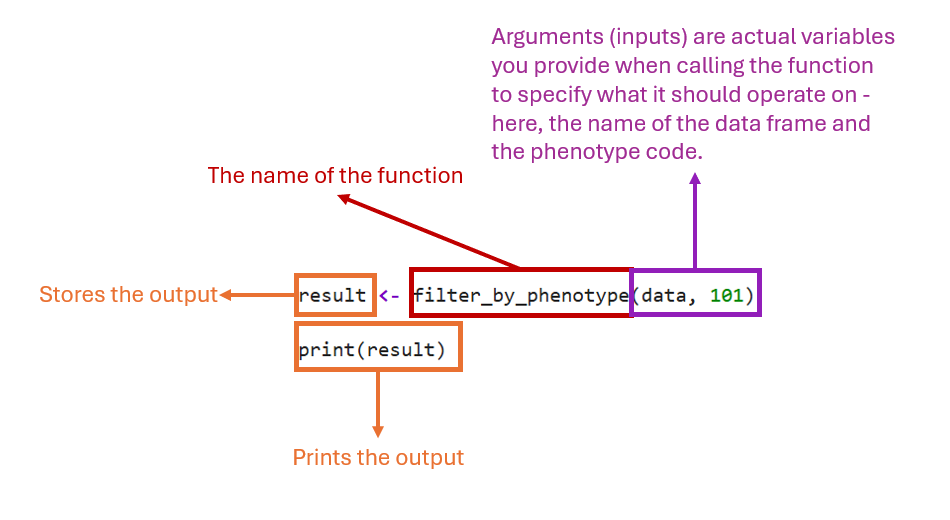 Arguments (inputs) are actual variables
you provide when calling the function
to specify what it should operate on -
here, the name of the data frame and
the phenotype code.
The name of the function
Stores the output
result <- filter_by_phenotype(data, 101)
print(result)
Prints the output